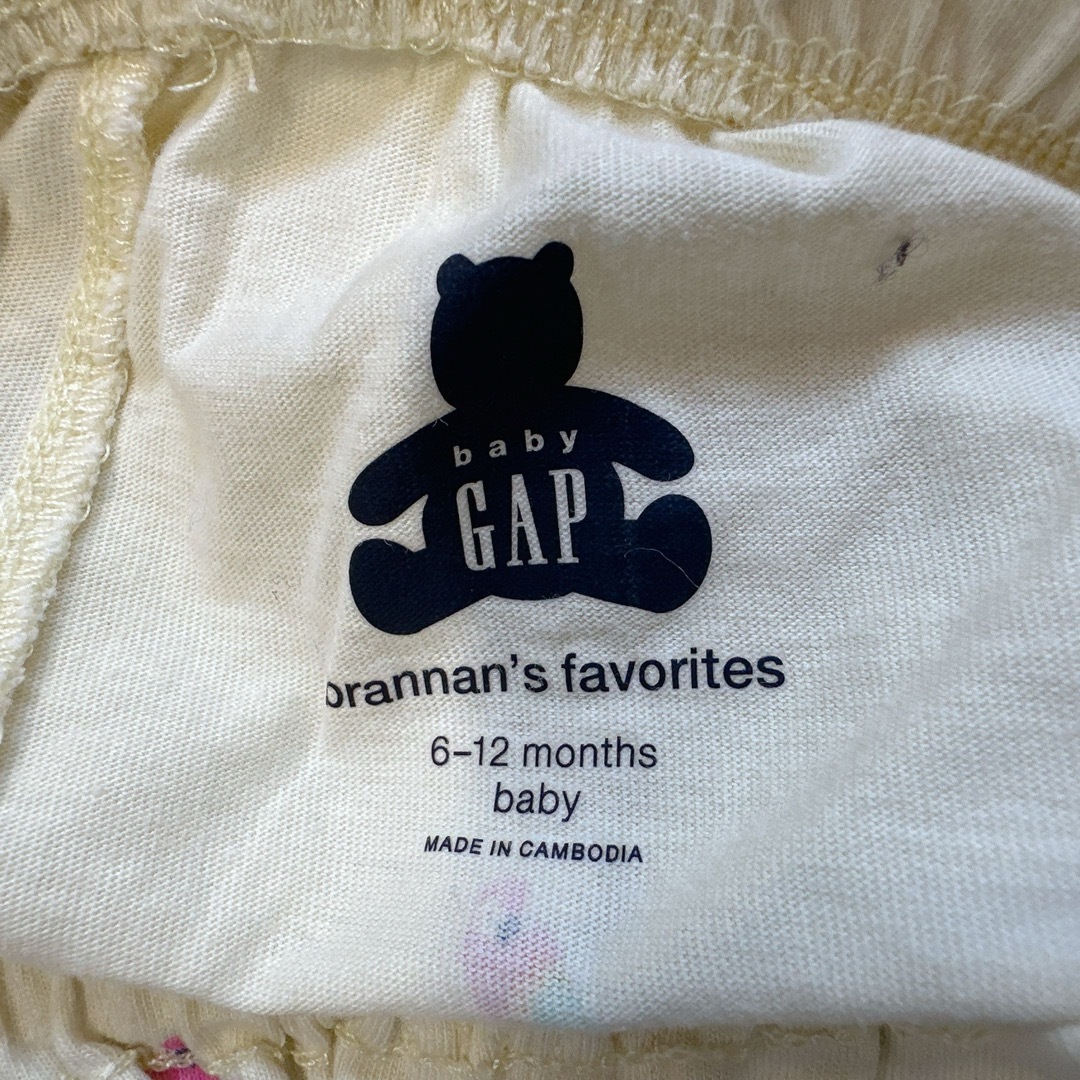 baby
GAP
brannan's favorites
6–12 months
baby
MADE IN CAMBODIA